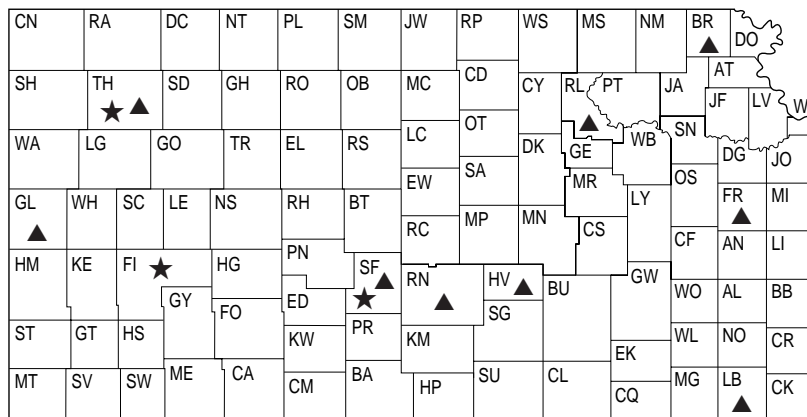 CN RA DC NT PL SM JW RP WS MS NM BR DO
SH TH SD GH RO OB MC CD CY RL PT JA AT
JF LV W
WA LG GO TR EL RS LC OT DK GE WB SN DG JO
EW SA MR OS
GL WH SC LE NS RH BT RC MP MN CS LY FR MI
HM KE FI HG PN SF RN HV BU GW CF AN LI
GY FO ED SG WO AL BB
ST GT HS KW PR KM EK WL NO CR
MT SV SW ME CA CM BA HP SU CL CQ MG LB CK